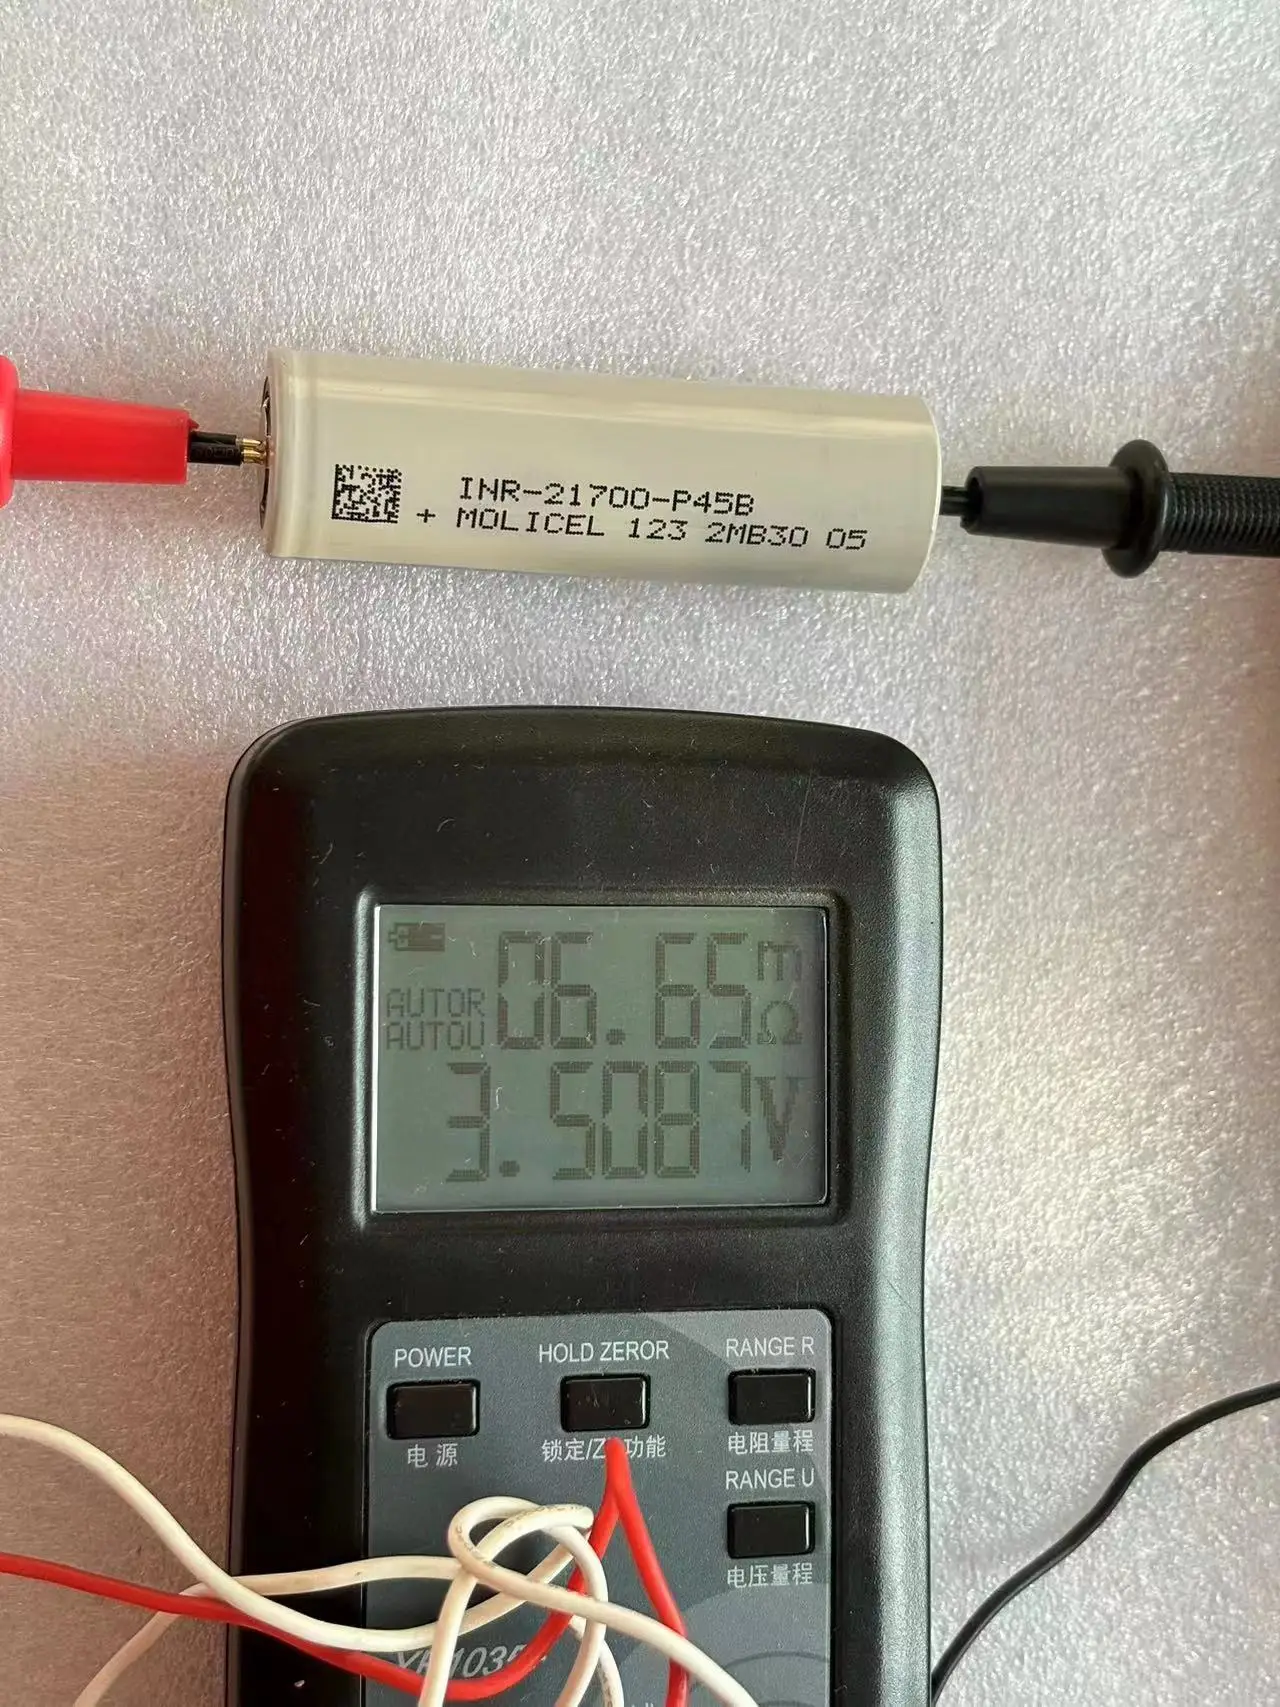 INR-21700-P45B
+ MOLICEL 123 2MB30 05
06.65mΩ
AUTOR
AUTOU
3.5087V
POWER
HOLD ZEROR
RANGE R
电源
锁定/Z 功能
电阻量程
RANGE U
电压量程